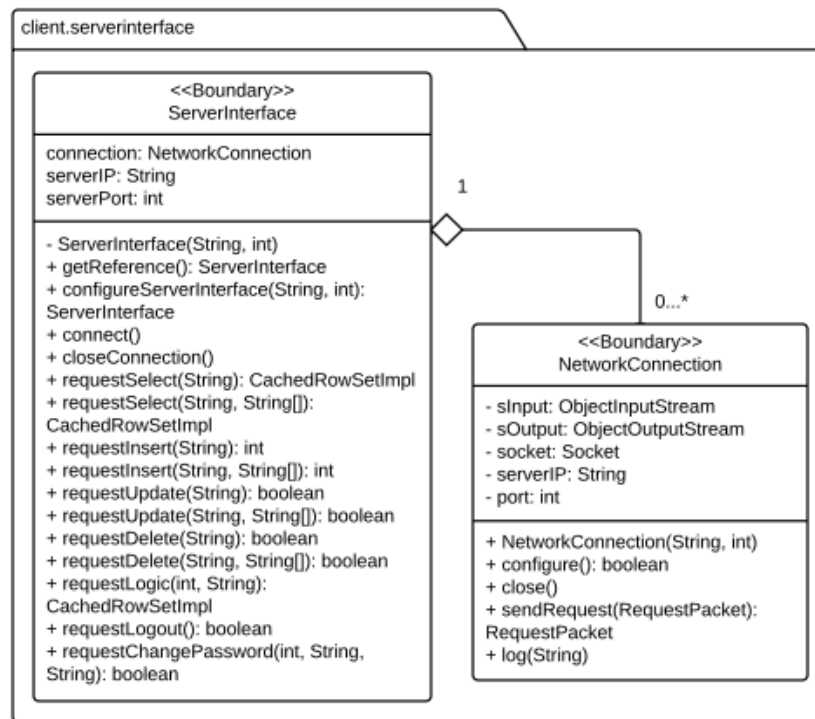 client.serverinterface
<<Boundary>>
ServerInterface
connection: NetworkConnection
serverIP: String
serverPort: int
- ServerInterface(String, int)
+ getReference(): ServerInterface
+ configureServerInterface(String, int):
ServerInterface
+ connect()
+ closeConnection()
+ requestSelect(String): CachedRowSetImpl
+ requestSelect(String, String[]):
CachedRowSetImpl
+ requestInsert(String): int
+ requestInsert(String, String[]): int
+ requestUpdate(String): boolean
+ requestUpdate(String, String[]): boolean
+ requestDelete(String): boolean
+ requestDelete(String, String[]): boolean
+ requestLogic(int, String):
CachedRowSetImpl
+ requestLogout(): boolean
+ requestChangePassword(int, String,
String): boolean
1
0...*
<<Boundary>>
NetworkConnection
- sInput: ObjectInputStream
- sOutput: ObjectOutputStream
- socket: Socket
- serverIP: String
- port: int
+ NetworkConnection(String, int)
+ configure(): boolean
+ close()
+ sendRequest(RequestPacket):
RequestPacket
+ log(String)